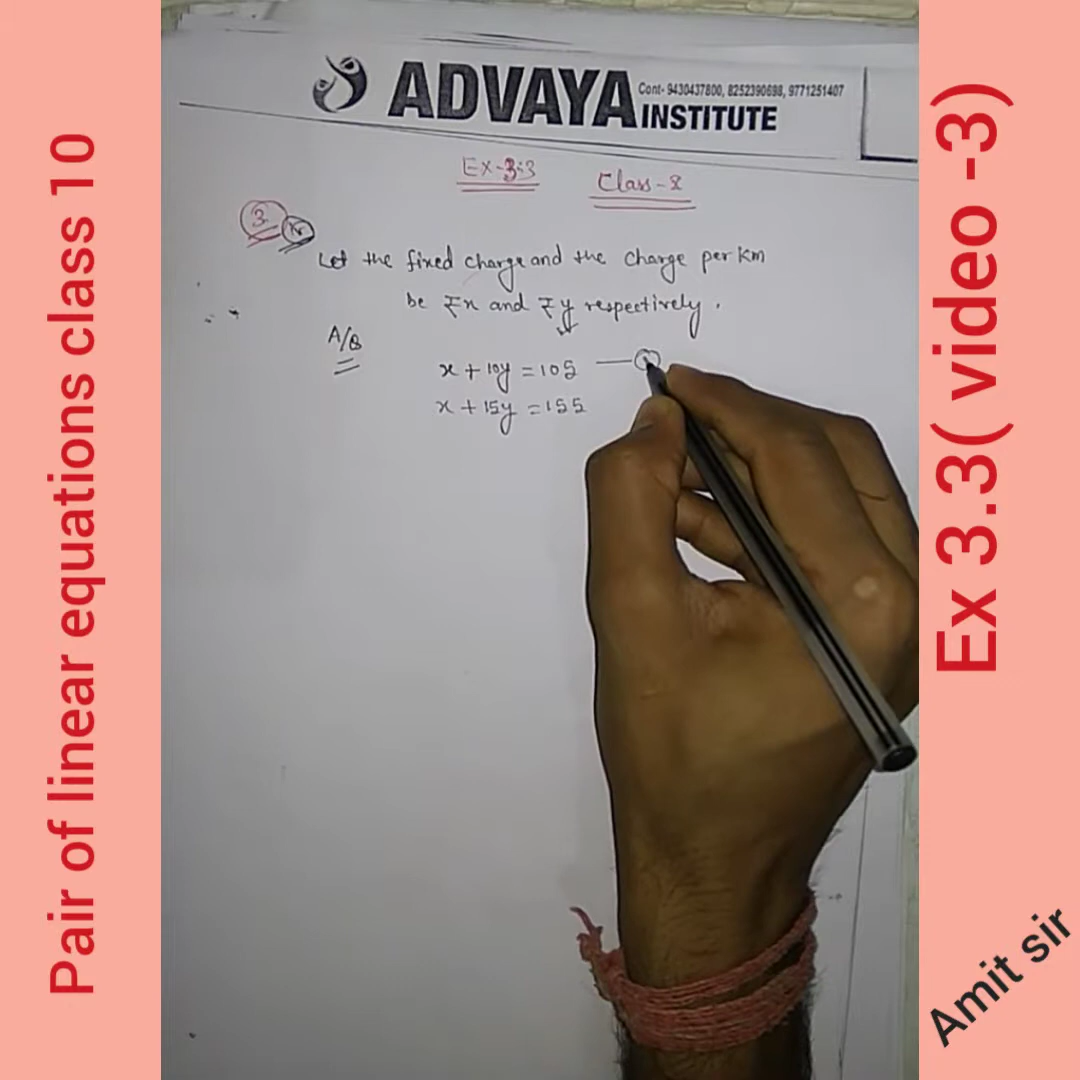 Pair of linear equations class 10
ADVAYA
Cont- 9430437800, 8252390698, 9771251407
INSTITUTE
Ex-3.3 Class-X
3
Let the fixed charge and the charge per km
be ₹x and ₹y respectively.
A/Q
x + 10y = 105
x + 15y = 155
Ex 3.3( video -3)
Amit sir